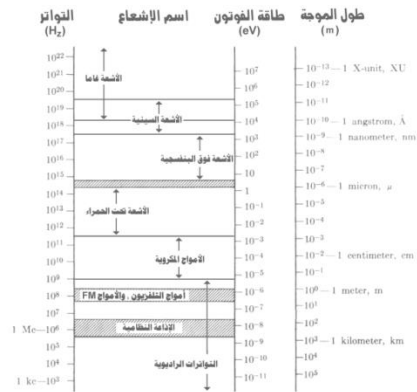 طول الموجة
(m)
10⁻¹³—1 X-unit, XU
10⁻¹²
10⁻¹¹
10⁻¹⁰—1 angstrom, Å
10⁻⁹—1 nanometer, nm
10⁻⁸
10⁻⁷
10⁻⁶—1 micron, μ
10⁻⁵
10⁻⁴
10⁻³
10⁻²—1 centimeter, cm
10⁻¹
10⁰—1 meter, m
10¹
10²
10³—1 kilometer, km
10⁴
10⁵
طاقة الفوتون
(eV)
10⁷
10⁶
10⁵
10⁴
10³
10²
10
1
10⁻¹
10⁻²
10⁻³
10⁻⁴
10⁻⁵
10⁻⁶
10⁻⁷
10⁻⁸
10⁻⁹
10⁻¹⁰
10⁻¹¹
اسم الإشعاع
الأشعة غاما
الأشعة السينية
الأشعة فوق البنفسجية
الأشعة تحت الحمراء
الأمواج المكروية
أمواج التلفزيون، والأمواج FM
الإذاعة النظامية
التواترات الراديوية
التواتر
(Hz)
10²²
10²¹
10²⁰
10¹⁹
10¹⁸
10¹⁷
10¹⁶
10¹⁵
10¹⁴
10¹³
10¹²
10¹¹
10¹⁰
10⁹
10⁸
10⁷
1 Mc—10⁶
10⁵
10⁴
1 kc—10³